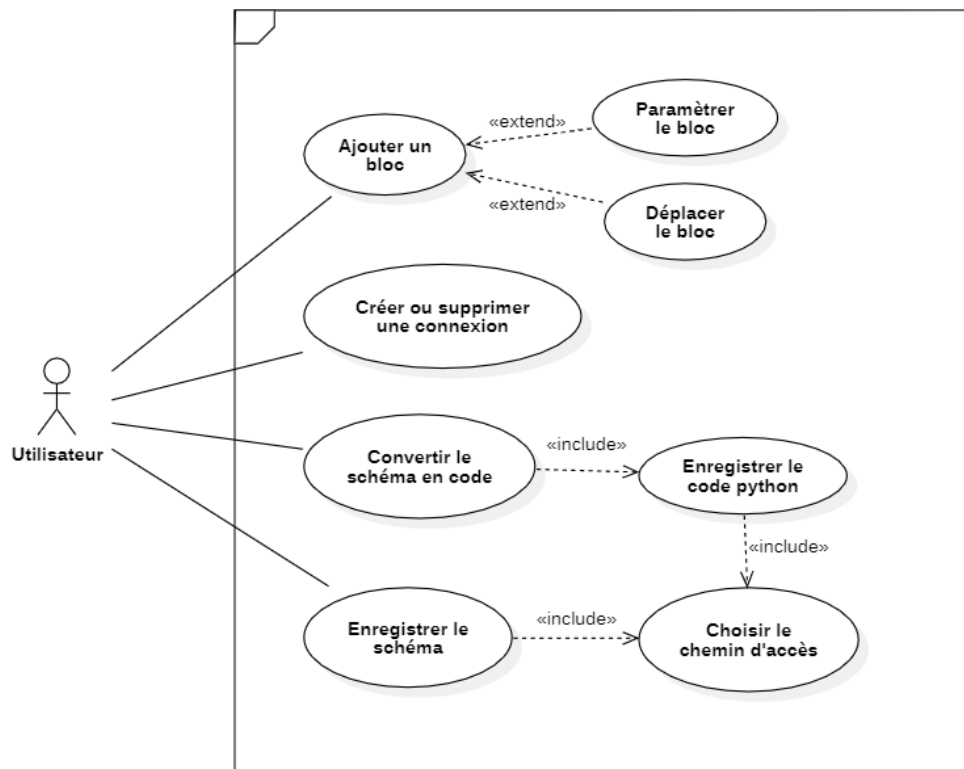 Ajouter un
bloc
«extend»
Paramètrer
le bloc
«extend»
Déplacer
le bloc
Créer ou supprimer
une connexion
Utilisateur
Convertir le
schéma en code
«include»
Enregistrer le
code python
«include»
Enregistrer le
schéma
«include»
Choisir le
chemin d'accès